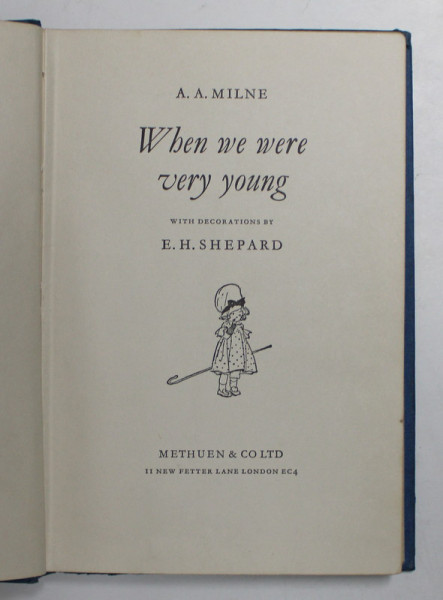 A. A. MILNE
When we were
very young
WITH DECORATIONS BY
E. H. SHEPARD
METHUEN & CO LTD
11 NEW FETTER LANE LONDON EC4